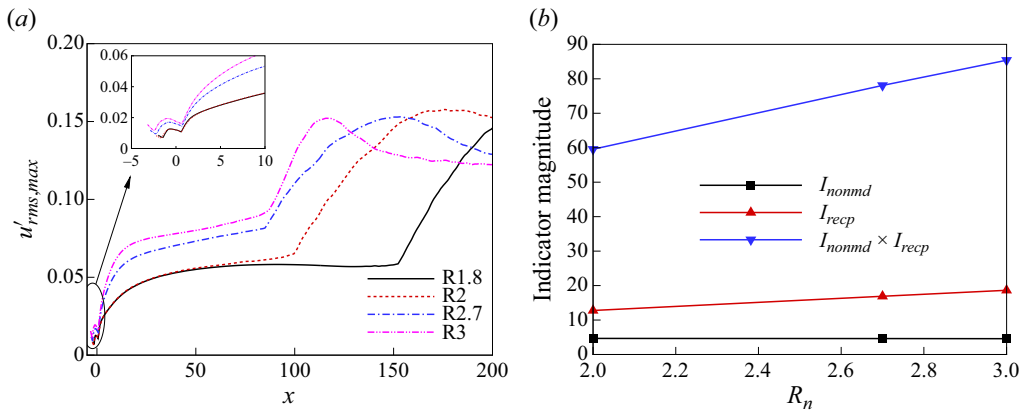 (a)
0.20
0.15
0.10
0.05
0
u′rms,max
0.06
0.04
0.02
0
−5 0 5 10
R1.8
R2
R2.7
R3
0 50 100 150 200
x
(b)
90
80
70
60
50
40
30
20
10
0
Indicator magnitude
Inonmd
Irecp
Inonmd × Irecp
2.0 2.2 2.4 2.6 2.8 3.0
Rn